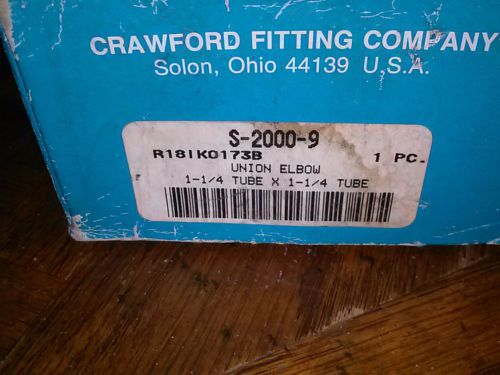 CRAWFORD FITTING COMPANY
Solon, Ohio 44139 U.S.A.
S-2000-9
R18IK0173B 1 PC.
UNION ELBOW
1-1/4 TUBE X 1-1/4 TUBE